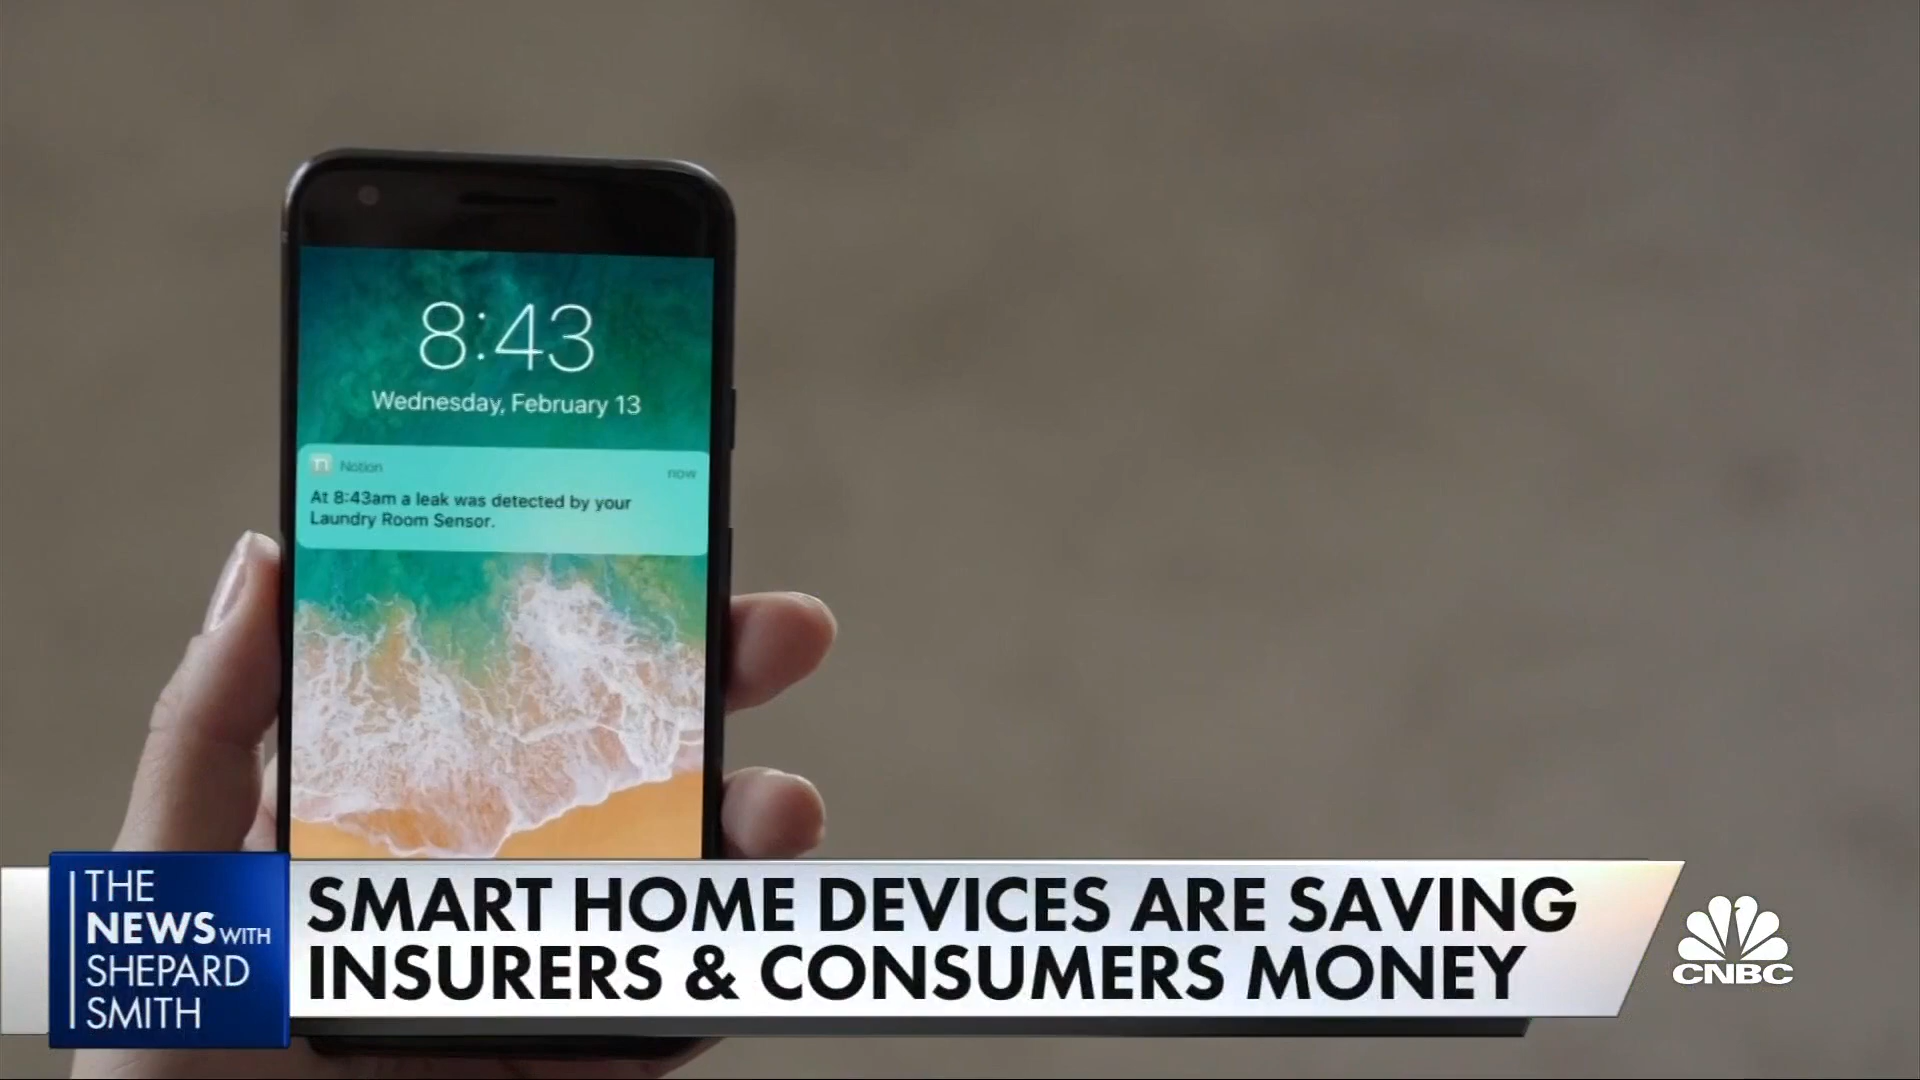 8:43
Wednesday, February 13
Notion
now
At 8:43am a leak was detected by your
Laundry Room Sensor.
THE
NEWS WITH
SHEPARD
SMITH
SMART HOME DEVICES ARE SAVING
INSURERS & CONSUMERS MONEY
CNBC